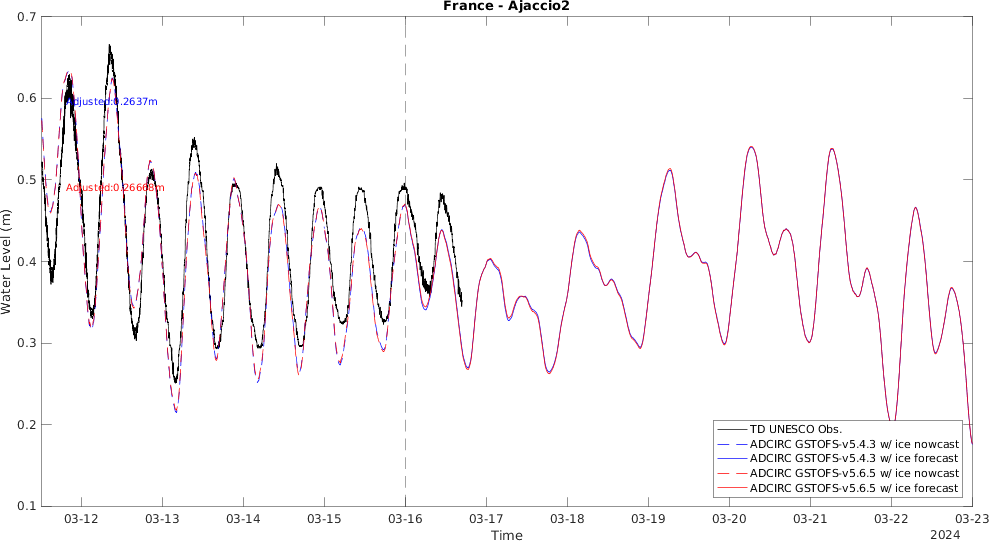 France - Ajaccio2
Water Level (m)
0.7
0.6
0.5
0.4
0.3
0.2
0.1
Adjusted:0.2637m
Adjusted:0.26668m
TD UNESCO Obs.
ADCIRC GSTOFS-v5.4.3 w/ ice nowcast
ADCIRC GSTOFS-v5.4.3 w/ ice forecast
ADCIRC GSTOFS-v5.6.5 w/ ice nowcast
ADCIRC GSTOFS-v5.6.5 w/ ice forecast
03-12 03-13 03-14 03-15 03-16 03-17 03-18 03-19 03-20 03-21 03-22 03-23
Time
2024